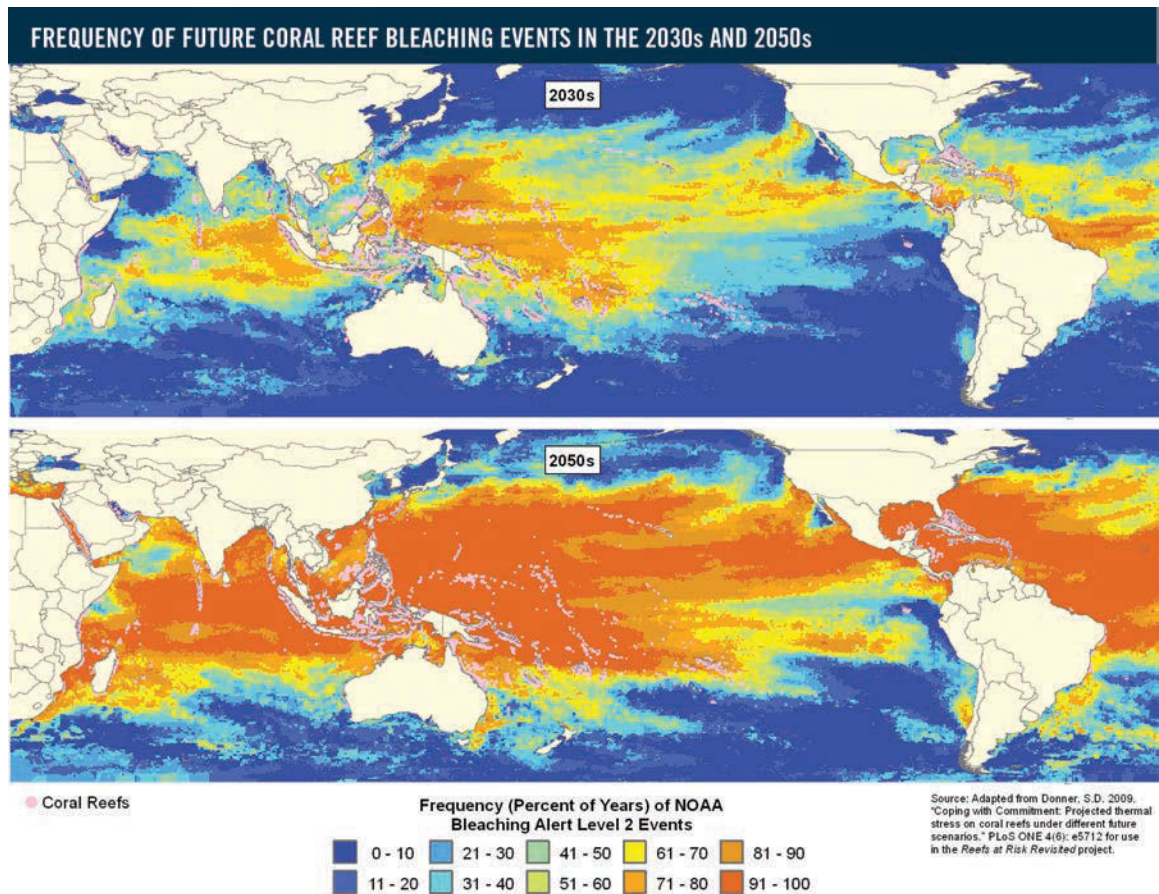 FREQUENCY OF FUTURE CORAL REEF BLEACHING EVENTS IN THE 2030s AND 2050s
2030s
2050s
Coral Reefs
Frequency (Percent of Years) of NOAA
Bleaching Alert Level 2 Events
0 - 10 21 - 30 41 - 50 61 - 70 81 - 90
11 - 20 31 - 40 51 - 60 71 - 80 91 - 100
Source: Adapted from Donner, S.D. 2009.
"Coping with Commitment: Projected thermal
stress on coral reefs under different future
scenarios." PLoS ONE 4(6): e5712 for use
in the Reefs at Risk Revisited project.